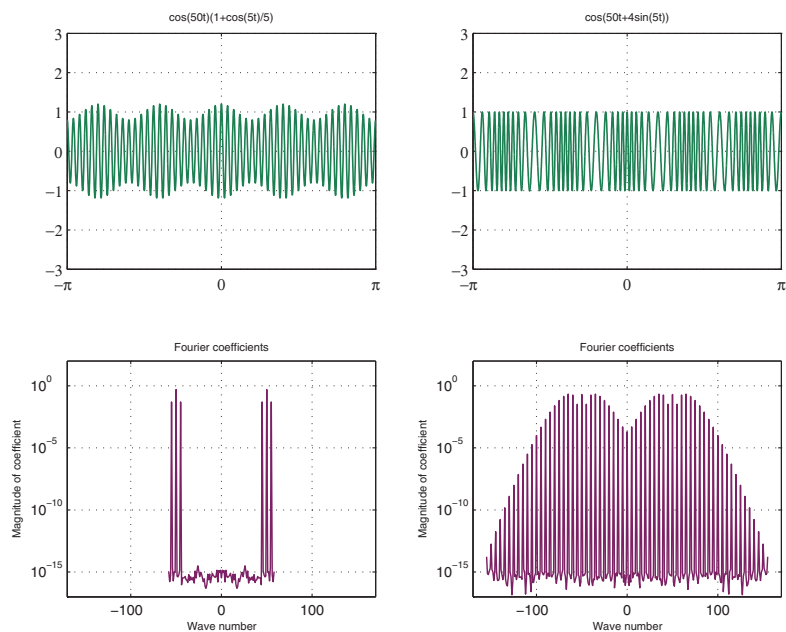 cos(50t)(1+cos(5t)/5)
3
2
1
0
−1
−2
−3
−π
0
π
cos(50t+4sin(5t))
3
2
1
0
−1
−2
−3
−π
0
π
Fourier coefficients
Magnitude of coefficient
10^0
10^−5
10^−10
10^−15
−100
0
100
Wave number
Fourier coefficients
Magnitude of coefficient
10^0
10^−5
10^−10
10^−15
−100
0
100
Wave number